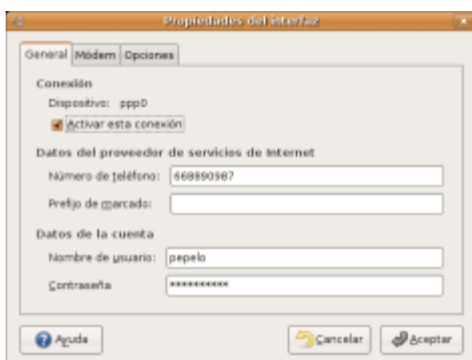 Propiedades del interfaz
General Módem Opciones
Conexión
Dispositivo: ppp0
Activar esta conexión
Datos del proveedor de servicios de Internet
Número de teléfono: 668890987
Prefijo de marcado:
Datos de la cuenta
Nombre de usuario: pepelo
Contraseña **********
Ayuda Cancelar Aceptar